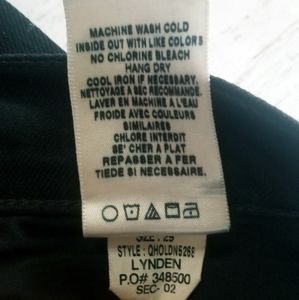 MACHINE WASH COLD
INSIDE OUT WITH LIKE COLORS
NO CHLORINE BLEACH
HANG DRY
COOL IRON IF NECESSARY.
NETTOYAGE A SEC RECOMMANDE.
LAVER EN MACHINE A L'EAU
FROIDE AVEC COULEURS
SIMILAIRES
CHLORE INTERDIT
SE' CHER A PLAT
REPASSER A FER
TIEDE SI NECESSAIRE.
SIZE: 29
STYLE: QHOLDN5268
LYNDEN
P.O# 348500
SEC- 02